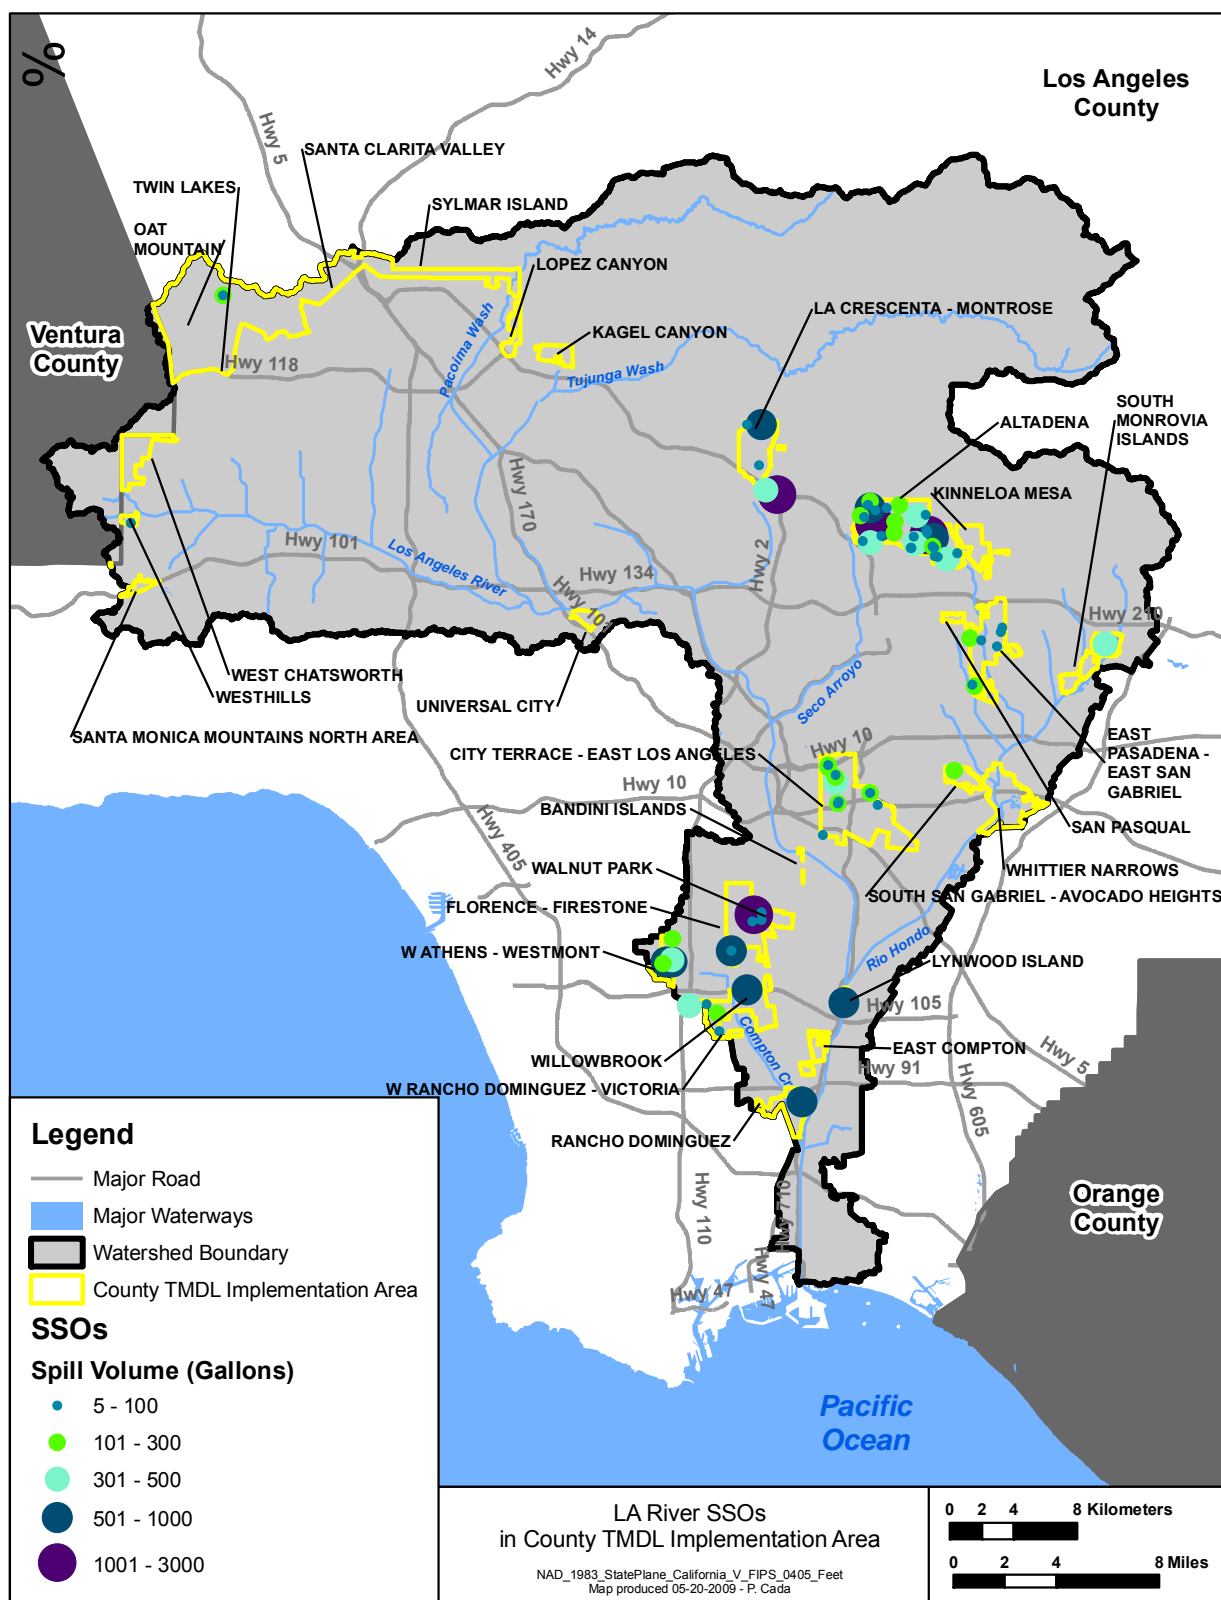 %
Hwy 14
Los Angeles
County
Hwy 5
SANTA CLARITA VALLEY
TWIN LAKES
SYLMAR ISLAND
OAT
MOUNTAIN
LOPEZ CANYON
LA CRESCENTA - MONTROSE
Ventura
County
KAGEL CANYON
Hwy 118
Pacoima Wash
Tujunga Wash
ALTADENA
SOUTH
MONROVIA
ISLANDS
KINNELOA MESA
Hwy 170
Hwy 101
Los Angeles River
Hwy 134
Hwy 2
Hwy 101
Hwy 210
WEST CHATSWORTH
WESTHILLS
UNIVERSAL CITY
Seco Arroyo
SANTA MONICA MOUNTAINS NORTH AREA
CITY TERRACE - EAST LOS ANGELES
Hwy 10
EAST
PASADENA -
EAST SAN
GABRIEL
Hwy 10
BANDINI ISLANDS
Hwy 405
SAN PASQUAL
WALNUT PARK
WHITTIER NARROWS
SOUTH SAN GABRIEL - AVOCADO HEIGHTS
FLORENCE - FIRESTONE
W ATHENS - WESTMONT
Rio Hondo
LYNWOOD ISLAND
Hwy 105
Compton Cr
WILLOWBROOK
EAST COMPTON
Hwy 5
Hwy 91
W RANCHO DOMINGUEZ - VICTORIA
Hwy 605
RANCHO DOMINGUEZ
Hwy 110
Hwy 710
Orange
County
Hwy 47
Hwy 47
Pacific
Ocean
Legend
Major Road
Major Waterways
Watershed Boundary
County TMDL Implementation Area
SSOs
Spill Volume (Gallons)
5 - 100
101 - 300
301 - 500
501 - 1000
1001 - 3000
LA River SSOs
in County TMDL Implementation Area
NAD_1983_StatePlane_California_V_FIPS_0405_Feet
Map produced 05-20-2009 - P. Cada
0 2 4 8 Kilometers
0 2 4 8 Miles